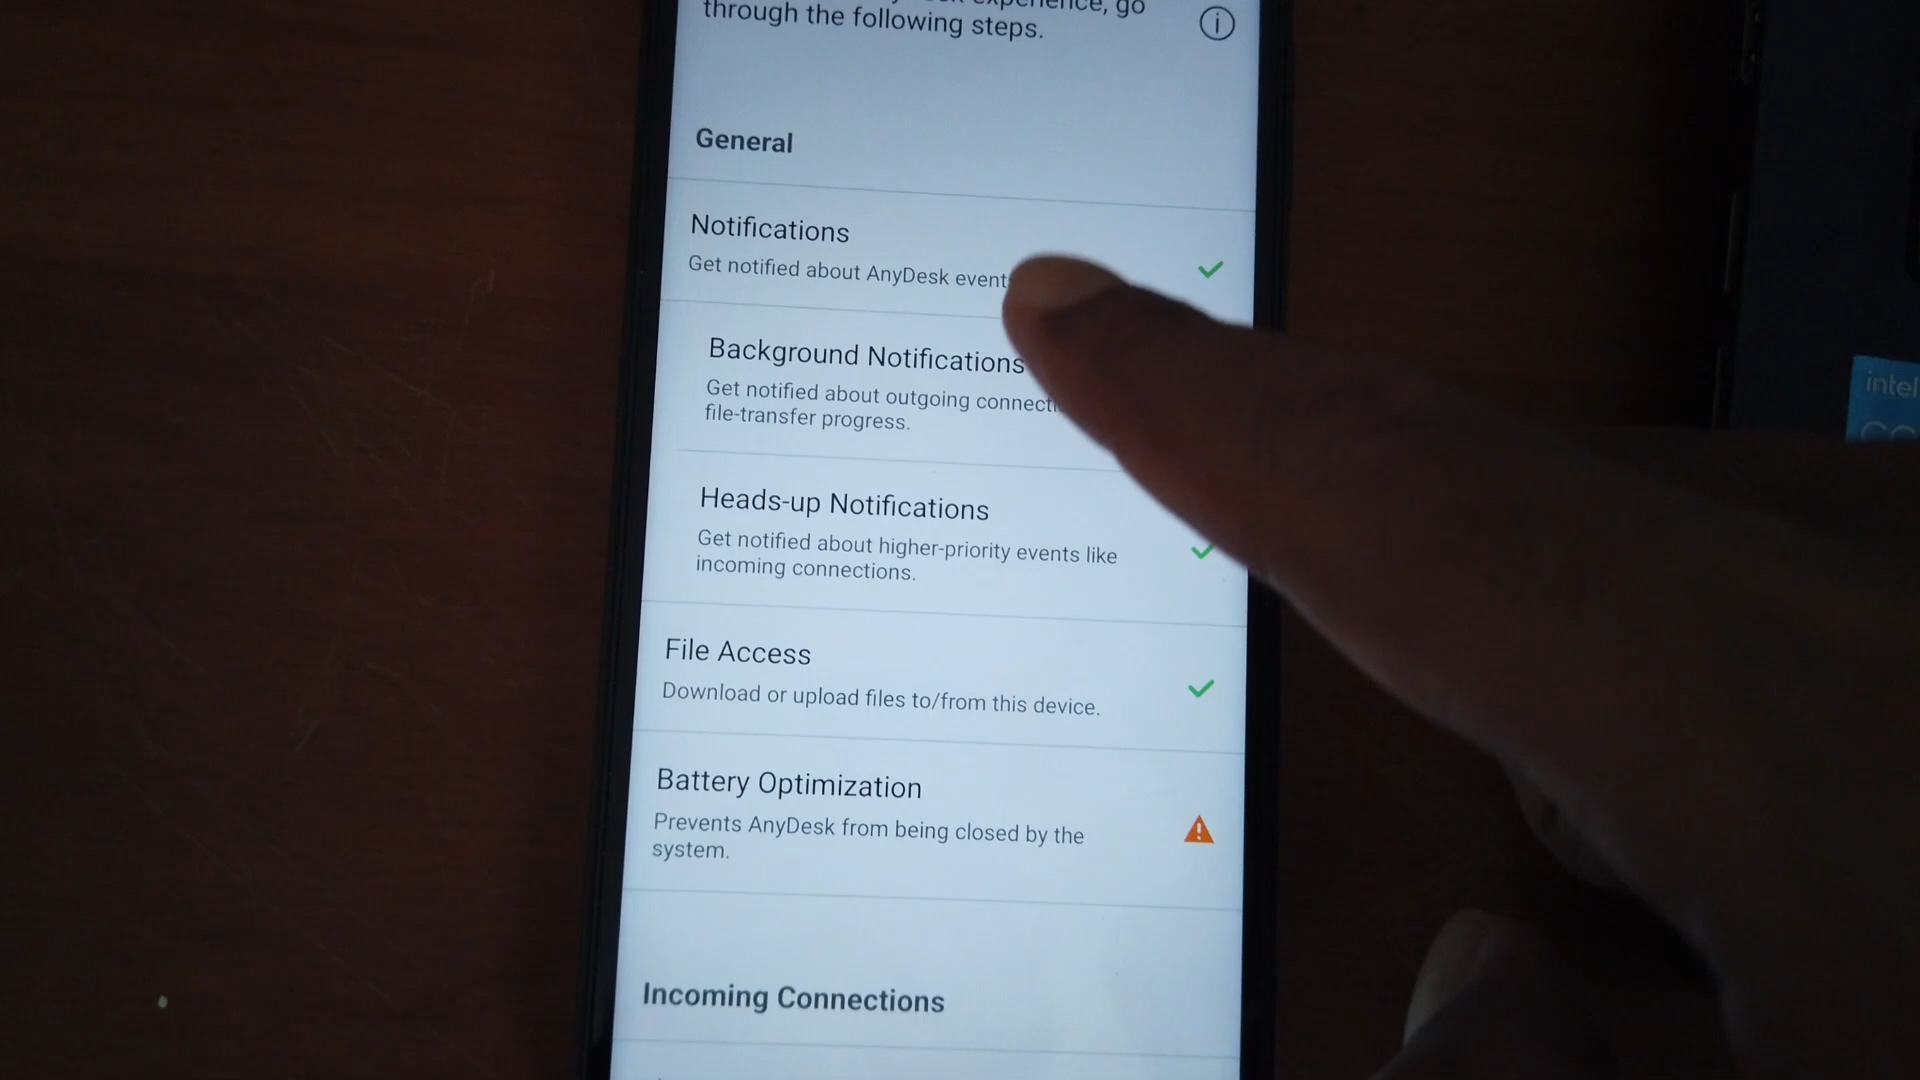 go
through the following steps.
General
Notifications
Get notified about AnyDesk event
Background Notifications
Get notified about outgoing
file-transfer progress.
Heads-up Notifications
Get notified about higher-priority events like
incoming connections.
File Access
Download or upload files to/from this device.
Battery Optimization
Prevents AnyDesk from being closed by the
system.
Incoming Connections
intel